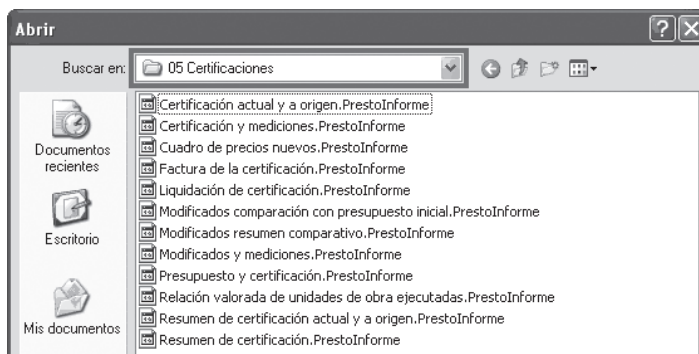 Abrir
Buscar en:
05 Certificaciones
Documentos
recientes
Escritorio
Mis documentos
Certificación actual y a origen.PrestoInforme
Certificación y mediciones.PrestoInforme
Cuadro de precios nuevos.PrestoInforme
Factura de la certificación.PrestoInforme
Liquidación de certificación.PrestoInforme
Modificados comparación con presupuesto inicial.PrestoInforme
Modificados resumen comparativo.PrestoInforme
Modificados y mediciones.PrestoInforme
Presupuesto y certificación.PrestoInforme
Relación valorada de unidades de obra ejecutadas.PrestoInforme
Resumen de certificación actual y a origen.PrestoInforme
Resumen de certificación.PrestoInforme